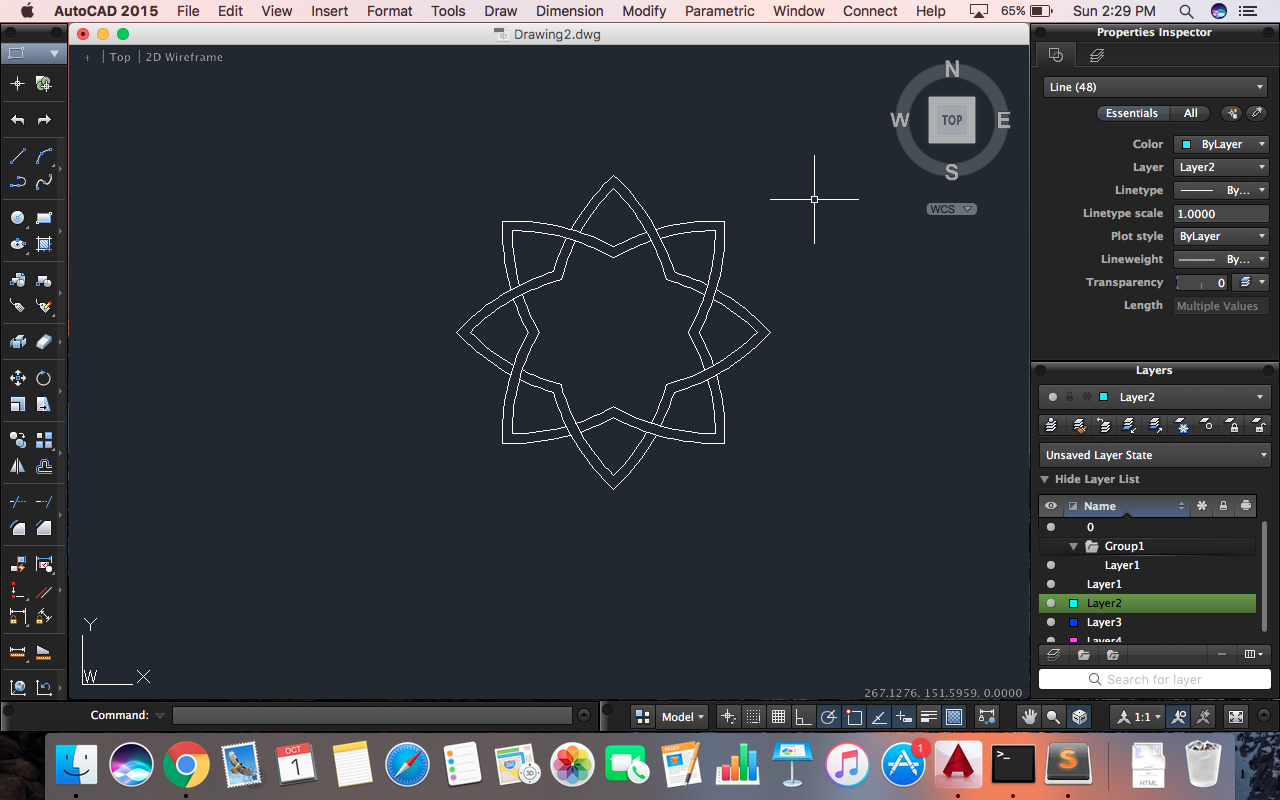 AutoCAD 2015 File Edit View Insert Format Tools Draw Dimension Modify Parametric Window Connect Help 65% Sun 2:29 PM
Drawing2.dwg
+ | Top | 2D Wireframe
N
W TOP E
S
WCS
Y
W X
267.1276, 151.5959, 0.0000
Properties Inspector
Line (48)
Essentials All
Color ByLayer
Layer Layer2
Linetype By...
Linetype scale 1.0000
Plot style ByLayer
Lineweight By...
Transparency 0
Length Multiple Values
Layers
Layer2
Unsaved Layer State
Hide Layer List
Name
0
Group1
Layer1
Layer1
Layer2
Layer3
Layer4
Search for layer
Command: Model 1:1
OCT
1
3D
1
>_
S
HTML